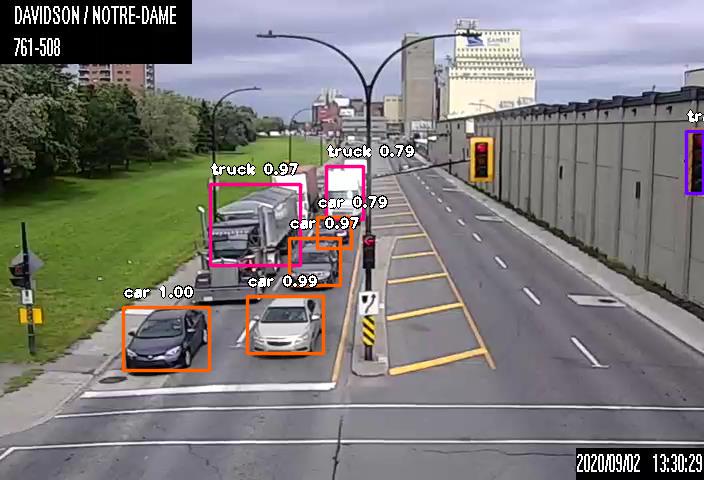 DAVIDSON / NOTRE-DAME
761-508
tr
truck 0.79
truck 0.97
car 0.79
car 0.97
car 0.99
car 1.00
2020/09/02 13:30:29